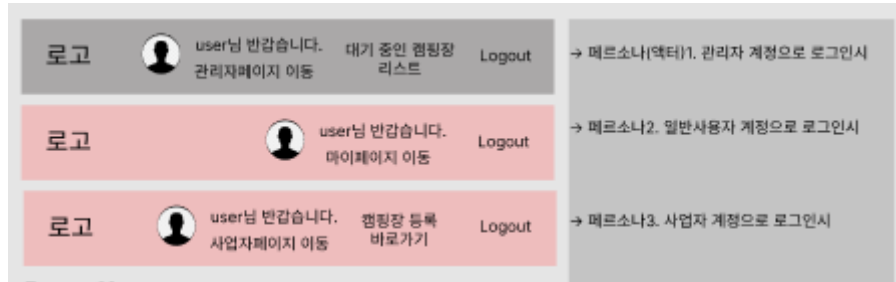 로고
user님 반갑습니다.
관리자페이지 이동
대기 중인 캠핑장
리스트
Logout
→ 페르소나(액터)1. 관리자 계정으로 로그인시
로고
user님 반갑습니다.
마이페이지 이동
Logout
→ 페르소나2. 일반사용자 계정으로 로그인시
로고
user님 반갑습니다.
사업자페이지 이동
캠핑장 등록
바로가기
Logout
→ 페르소나3. 사업자 계정으로 로그인시